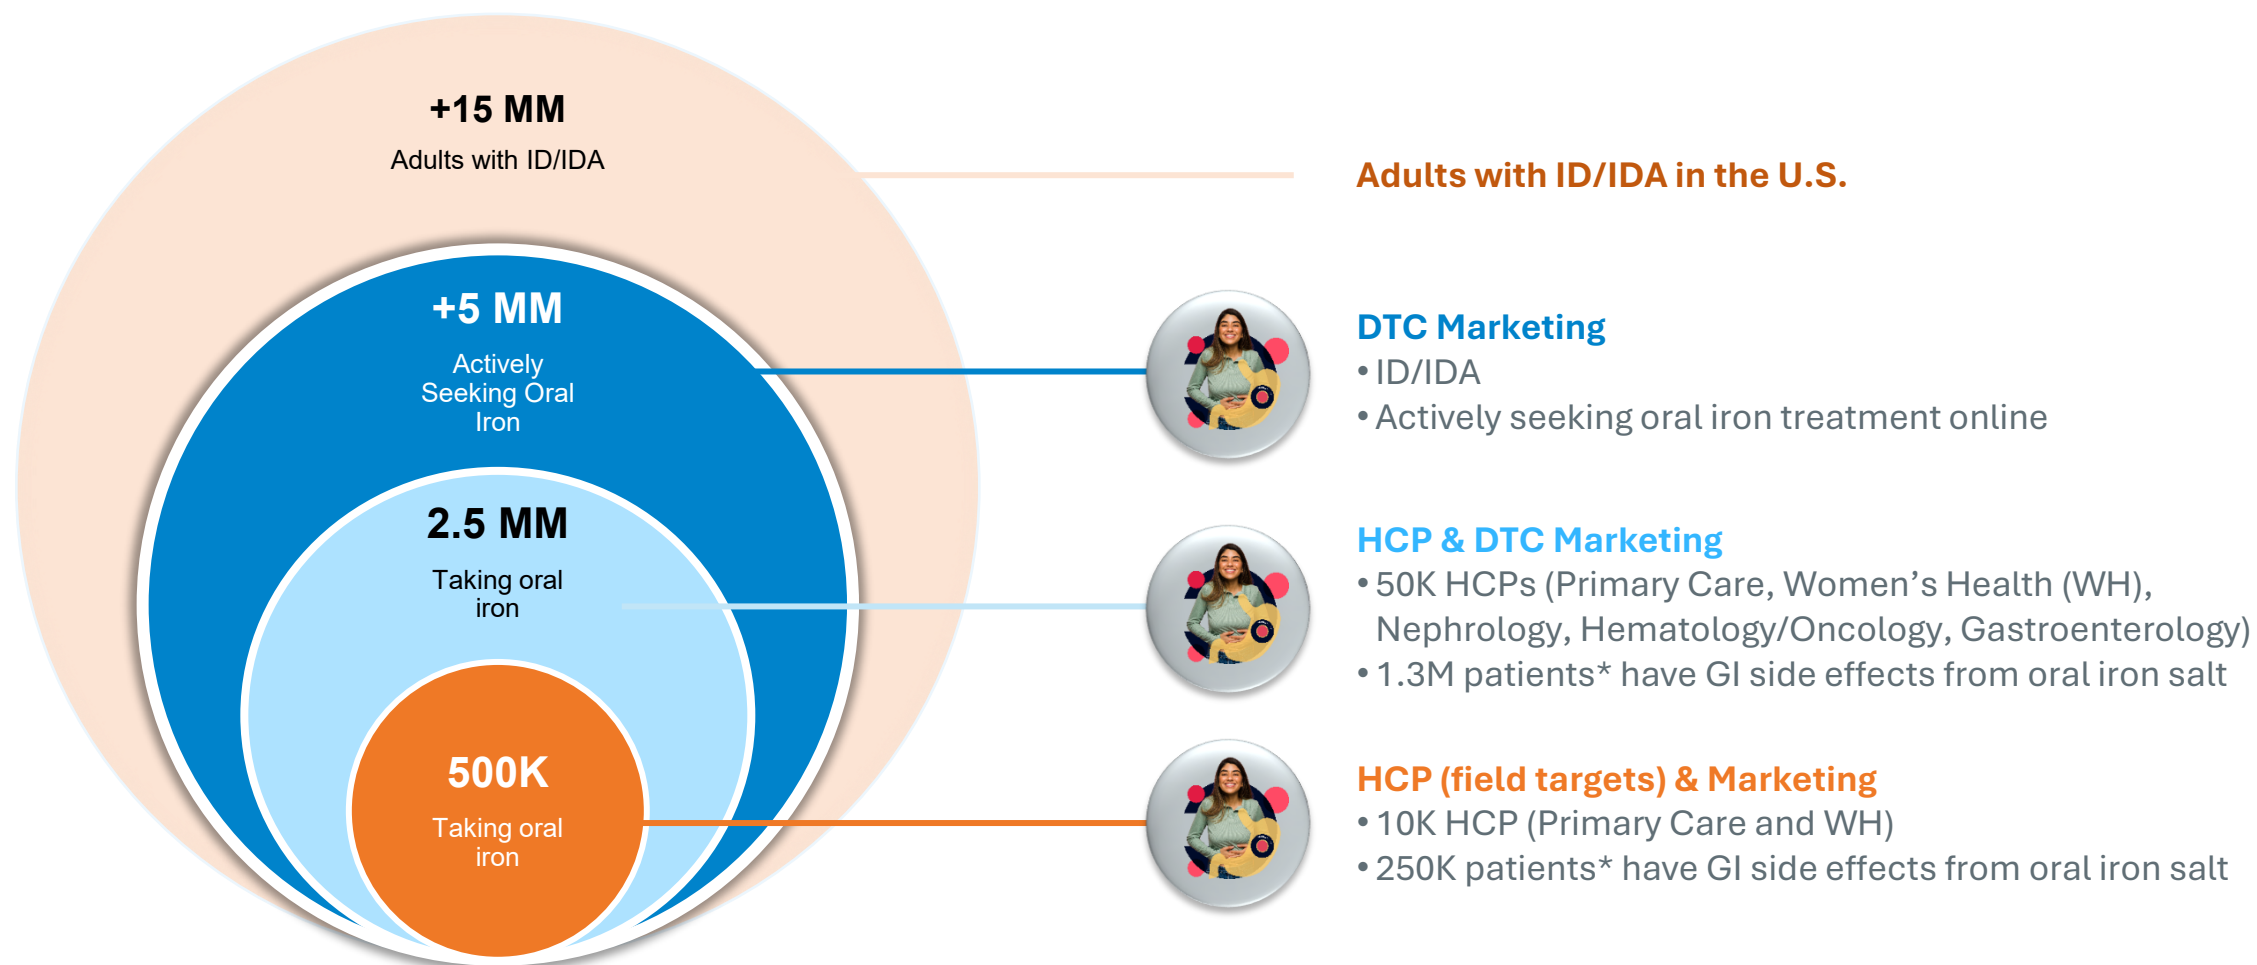 +15 MM
Adults with ID/IDA
Adults with ID/IDA in the U.S.
+5 MM
Actively
Seeking Oral
Iron
DTC Marketing
• ID/IDA
• Actively seeking oral iron treatment online
2.5 MM
Taking oral
iron
HCP & DTC Marketing
• 50K HCPs (Primary Care, Women’s Health (WH),
Nephrology, Hematology/Oncology, Gastroenterology)
• 1.3M patients* have GI side effects from oral iron salt
500K
Taking oral
iron
HCP (field targets) & Marketing
• 10K HCP (Primary Care and WH)
• 250K patients* have GI side effects from oral iron salt